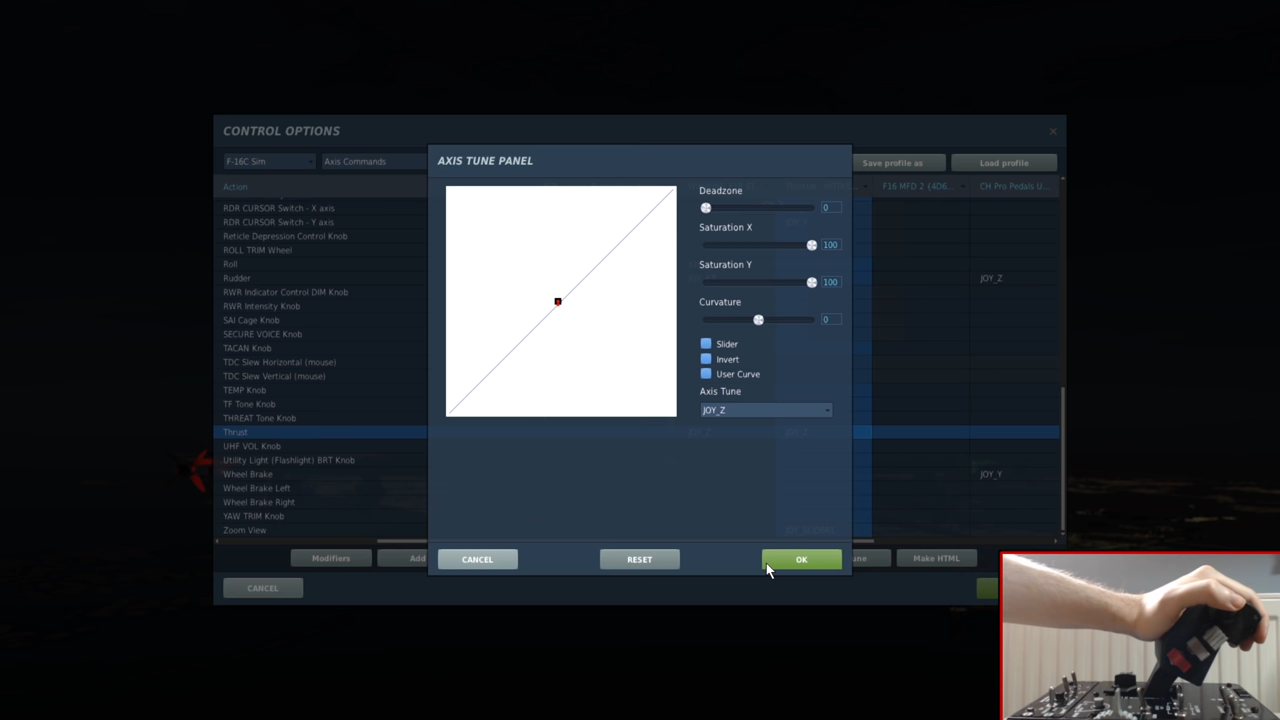 CONTROL OPTIONS
F-16C Sim
Axis Commands
Save profile as
Load profile
Action
F16 MFD Z {4D6...
CH Pro Pedals U...
RDR CURSOR Switch - X axis
RDR CURSOR Switch - Y axis
Reticle Depression Control Knob
ROLL TRIM Wheel
Roll
Rudder
JOY_Z
RWR Indicator Control DIM Knob
RWR Intensity Knob
SAI Cage Knob
SECURE VOICE Knob
TACAN Knob
TDC Slew Horizontal (mouse)
TDC Slew Vertical (mouse)
TEMP Knob
TF Tone Knob
THREAT Tone Knob
Thrust
UHF VOL Knob
Utility Light (Flashlight) BRT Knob
Wheel Brake
JOY_Y
Wheel Brake Left
Wheel Brake Right
YAW TRIM Knob
Zoom View
Modifiers
Add
une
Make HTML
CANCEL
AXIS TUNE PANEL
Deadzone
0
Saturation X
100
Saturation Y
100
Curvature
0
Slider
Invert
User Curve
Axis Tune
JOY_Z
CANCEL
RESET
OK